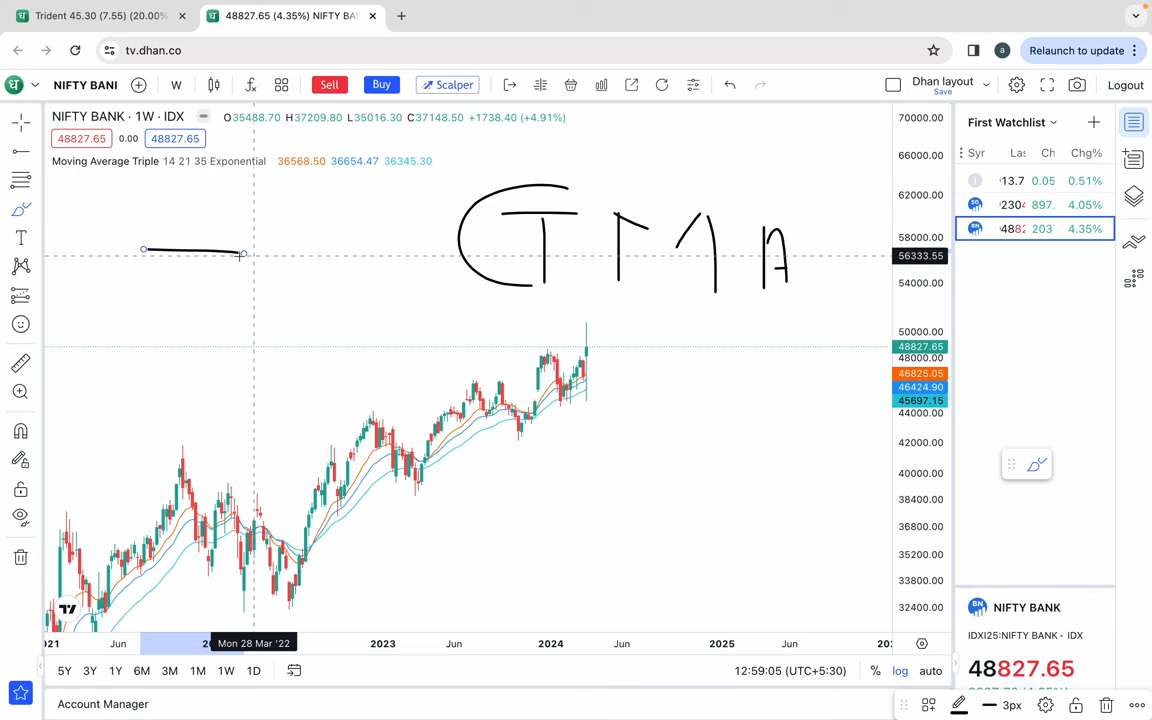 Trident 45.30 (7.55) (20.00%
48827.65 (4.35%) NIFTY BAN
tv.dhan.co
a
Relaunch to update
NIFTY BANI
W
Sell
Buy
Scalper
Dhan layout
Save
Logout
NIFTY BANK · 1W · IDX
O35488.70 H37209.80 L35016.30 C37148.50 +1738.40 (+4.91%)
48827.65 0.00 48827.65
Moving Average Triple 14 21 35 Exponential 36568.50 36654.47 36345.30
70000.00
66000.00
62000.00
58000.00
56333.55
54000.00
50000.00
48827.65
48000.00
46825.05
46424.90
45697.15
44000.00
42000.00
40000.00
38400.00
36800.00
35200.00
33800.00
32400.00
First Watchlist
Syr Las Ch Chg%
13.7 0.05 0.51%
2304 897. 4.05%
4882 203 4.35%
NIFTY BANK
IDXI25:NIFTY BANK IDX
48827.65
)21 Jun 20 Mon 28 Mar '22 2023 Jun 2024 Jun 2025 Jun 202
5Y 3Y 1Y 6M 3M 1M 1W 1D
12:59:05 (UTC+5:30) % log auto
Account Manager
3px